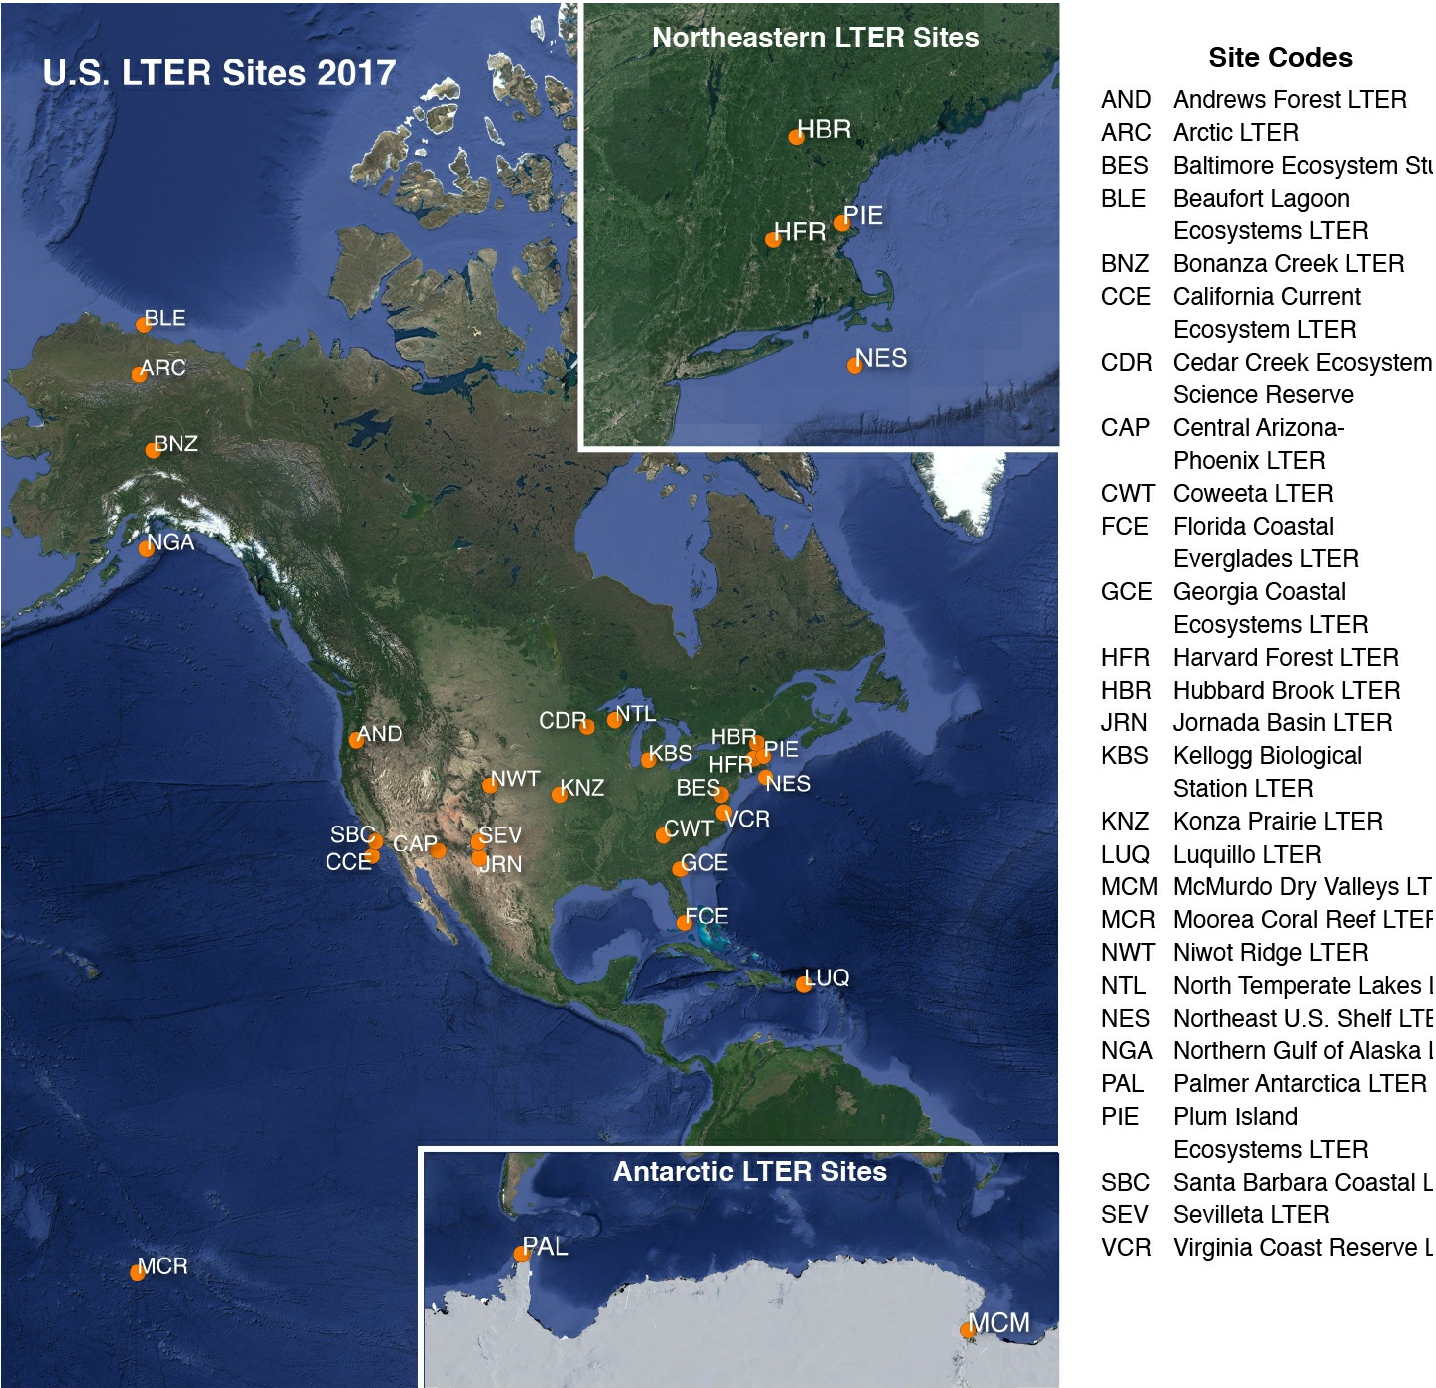 U.S. LTER Sites 2017
Northeastern LTER Sites
HBR
PIE
HFR
NES
BLE
ARC
BNZ
NGA
AND
CDR
NTL
KBS
HBR
PIE
HFR
NES
NWT
KNZ
BES
VCR
SBC
CAP
SEV
CWT
CCE
JRN
GCE
FCE
LUQ
MCR
Antarctic LTER Sites
PAL
MCM
Site Codes
AND Andrews Forest LTER
ARC Arctic LTER
BES Baltimore Ecosystem Stu
BLE Beaufort Lagoon
Ecosystems LTER
BNZ Bonanza Creek LTER
CCE California Current
Ecosystem LTER
CDR Cedar Creek Ecosystem
Science Reserve
CAP Central Arizona-
Phoenix LTER
CWT Coweeta LTER
FCE Florida Coastal
Everglades LTER
GCE Georgia Coastal
Ecosystems LTER
HFR Harvard Forest LTER
HBR Hubbard Brook LTER
JRN Jornada Basin LTER
KBS Kellogg Biological
Station LTER
KNZ Konza Prairie LTER
LUQ Luquillo LTER
MCM McMurdo Dry Valleys LT
MCR Moorea Coral Reef LTER
NWT Niwot Ridge LTER
NTL North Temperate Lakes L
NES Northeast U.S. Shelf LTE
NGA Northern Gulf of Alaska L
PAL Palmer Antarctica LTER
PIE Plum Island
Ecosystems LTER
SBC Santa Barbara Coastal L
SEV Sevilleta LTER
VCR Virginia Coast Reserve L